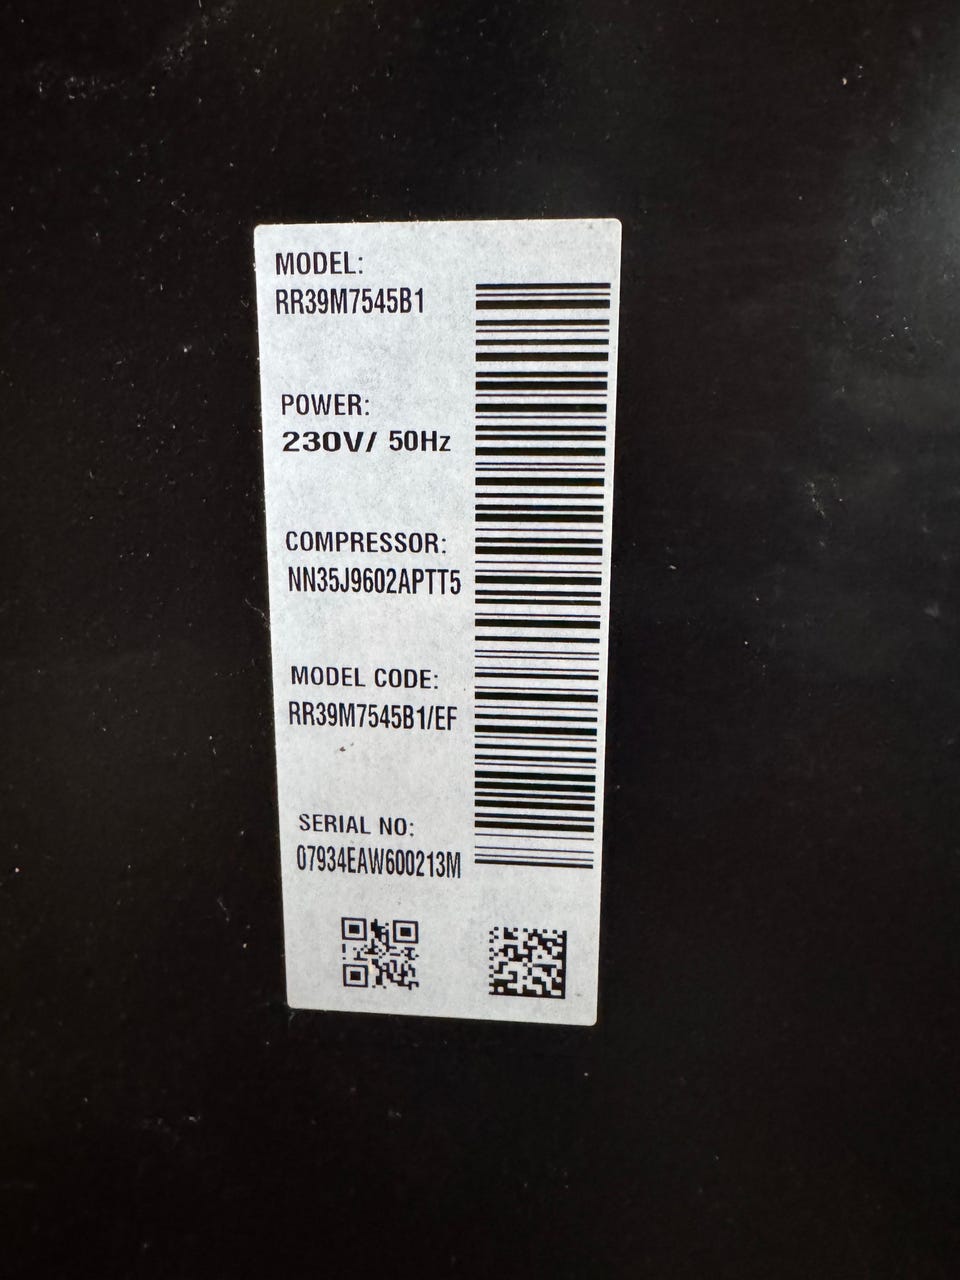 MODEL:
RR39M7545B1
POWER:
230V/ 50Hz
COMPRESSOR:
NN35J9602APTT5
MODEL CODE:
RR39M7545B1/EF
SERIAL NO:
07934EAW600213M